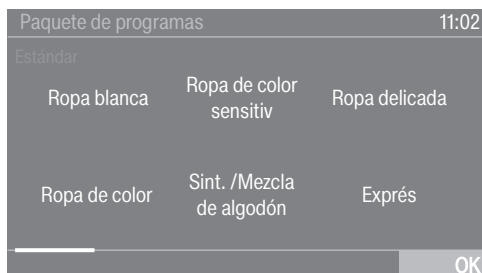 Paquete de programas 11:02
Estándar
Ropa blanca
Ropa de color
sensitiv
Ropa delicada
Ropa de color
Sint. /Mezcla
de algodón
Exprés
OK